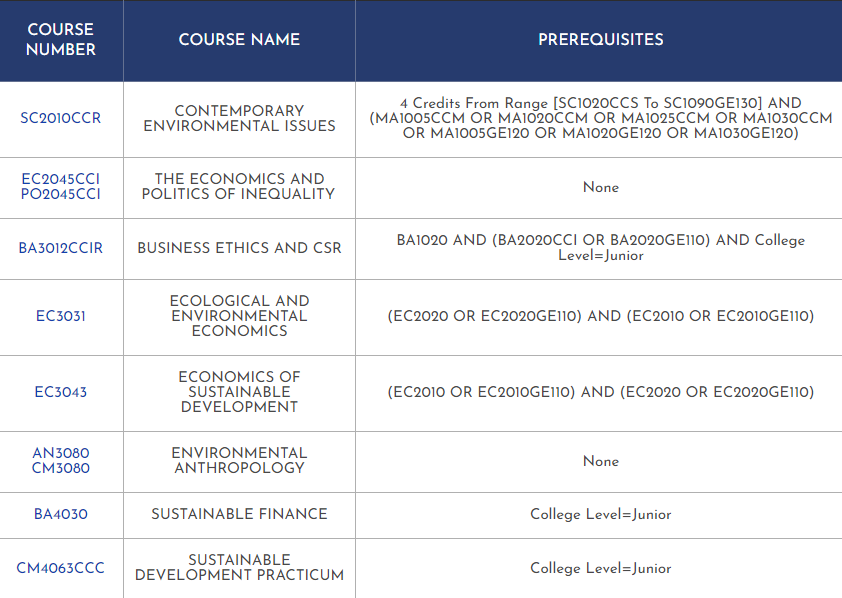 COURSE
NUMBER
COURSE NAME
PREREQUISITES
SC2010CCR
CONTEMPORARY
ENVIRONMENTAL ISSUES
4 Credits From Range [SC1020CCS To SC1090GE130] AND
(MA1005CCM OR MA1020CCM OR MA1025CCM OR MA1030CCM
OR MA1005GE120 OR MA1020GE120 OR MA1030GE120)
EC2045CCI
PO2045CCI
THE ECONOMICS AND
POLITICS OF INEQUALITY
None
BA3012CCIR
BUSINESS ETHICS AND CSR
BA1020 AND (BA2020CCI OR BA2020GE110) AND College
Level=Junior
EC3031
ECOLOGICAL AND
ENVIRONMENTAL
ECONOMICS
(EC2020 OR EC2020GE110) AND (EC2010 OR EC2010GE110)
EC3043
ECONOMICS OF
SUSTAINABLE
DEVELOPMENT
(EC2010 OR EC2010GE110) AND (EC2020 OR EC2020GE110)
AN3080
CM3080
ENVIRONMENTAL
ANTHROPOLOGY
None
BA4030
SUSTAINABLE FINANCE
College Level=Junior
CM4063CCC
SUSTAINABLE
DEVELOPMENT PRACTICUM
College Level=Junior